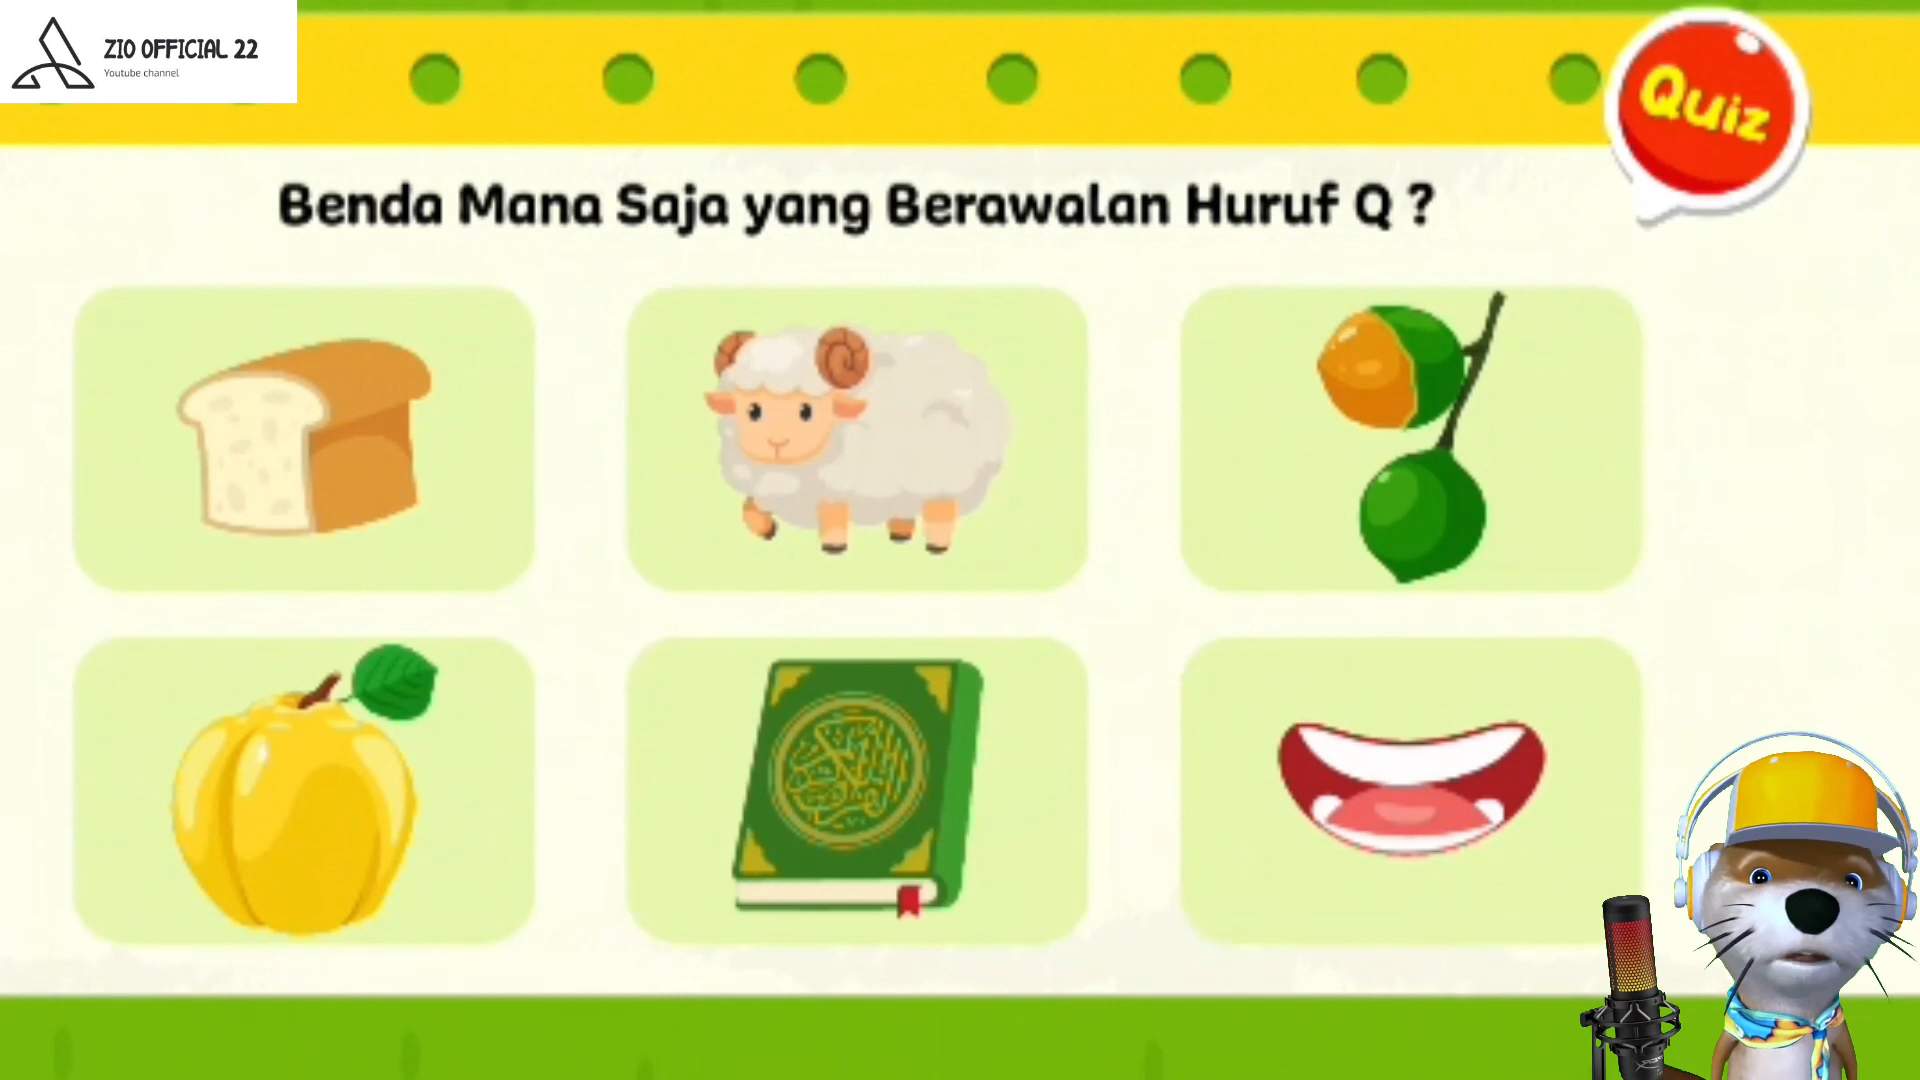 ZIO OFFICIAL 22
Youtube channel
Quiz
Benda Mana Saja yang Berawalan Huruf Q ?